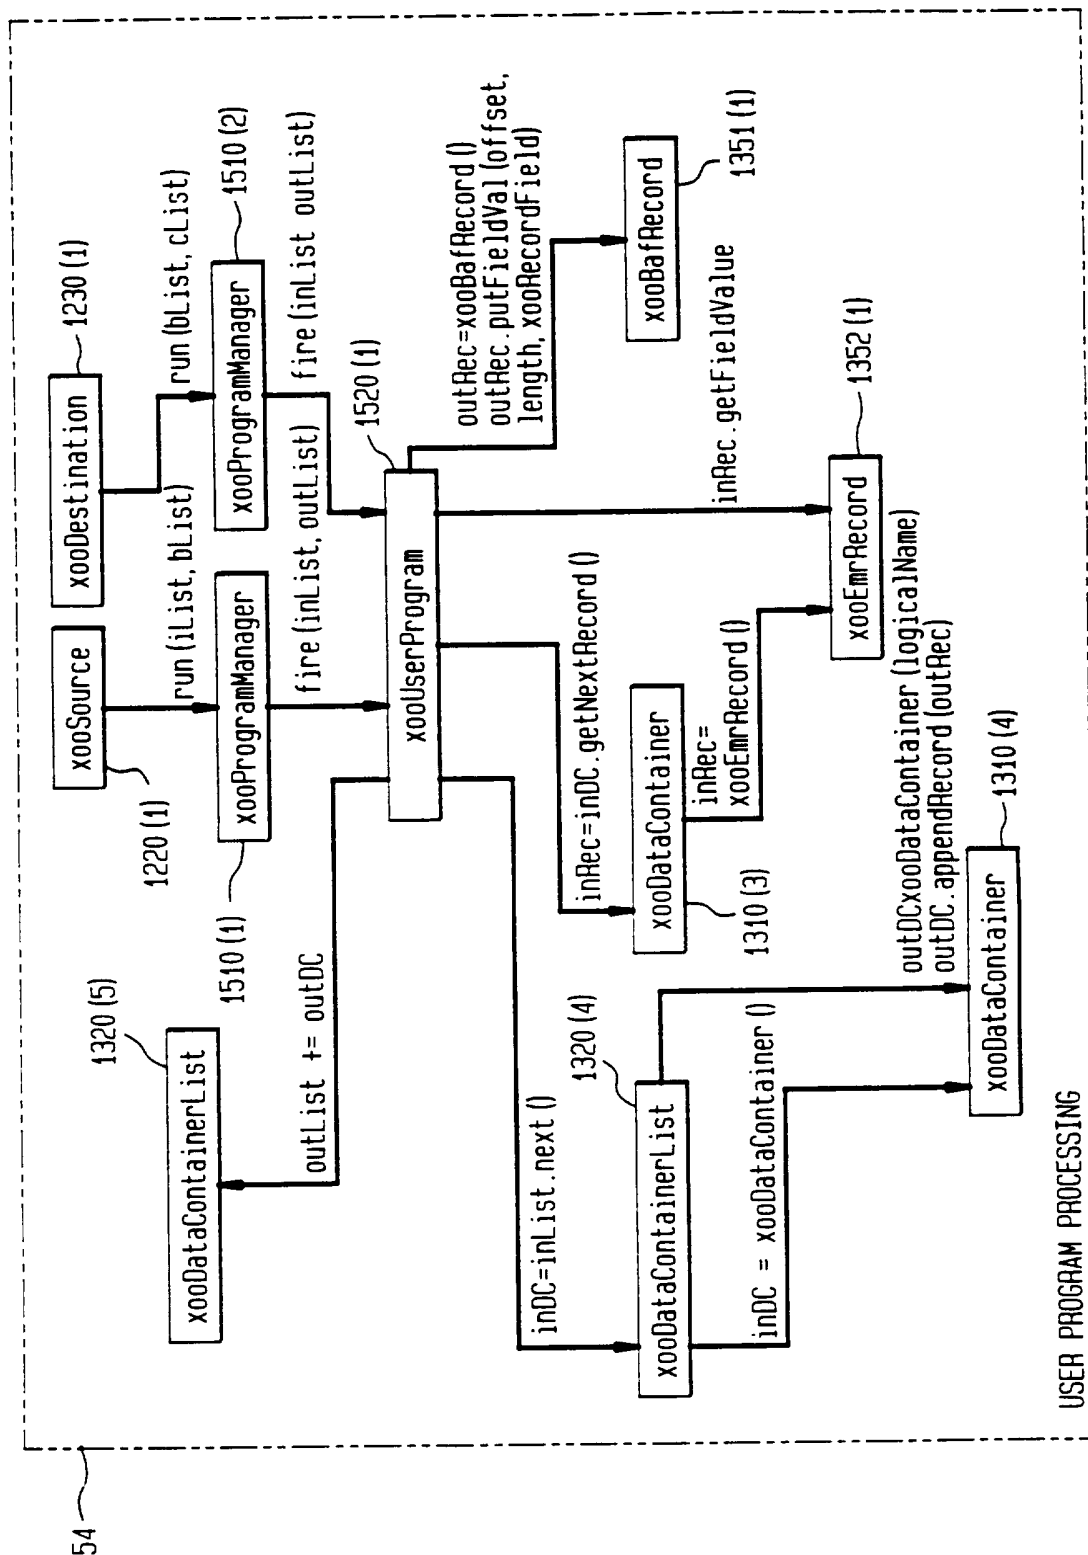 54
1320 (5)
xooDataContainerList
outList += outDC
1220 (1)
xooSource
run (iList, bList)
1510 (1)
xooProgramManager
fire (inList, outList)
xooDestination
1230 (1)
run (bList, cList)
xooProgramManager
1510 (2)
fire (inList outList)
xooUserProgram
1520 (1)
inDC=inList.next ()
inRec=inDC.getNextRecord ()
inRec.getFieldValue
outRec=xooBafRecord ()
outRec.putFieldVal (offset,
length, xooRecordField)
xooBafRecord
1351 (1)
1320 (4)
xooDataContainerList
inDC = xooDataContainer ()
xooDataContainer
1310 (3)
inRec=
xooEmrRecord ()
xooEmrRecord
1352 (1)
outDCxooDataContainer (logicalName)
outDC.appendRecord (outRec)
xooDataContainer
1310 (4)
USER PROGRAM PROCESSING